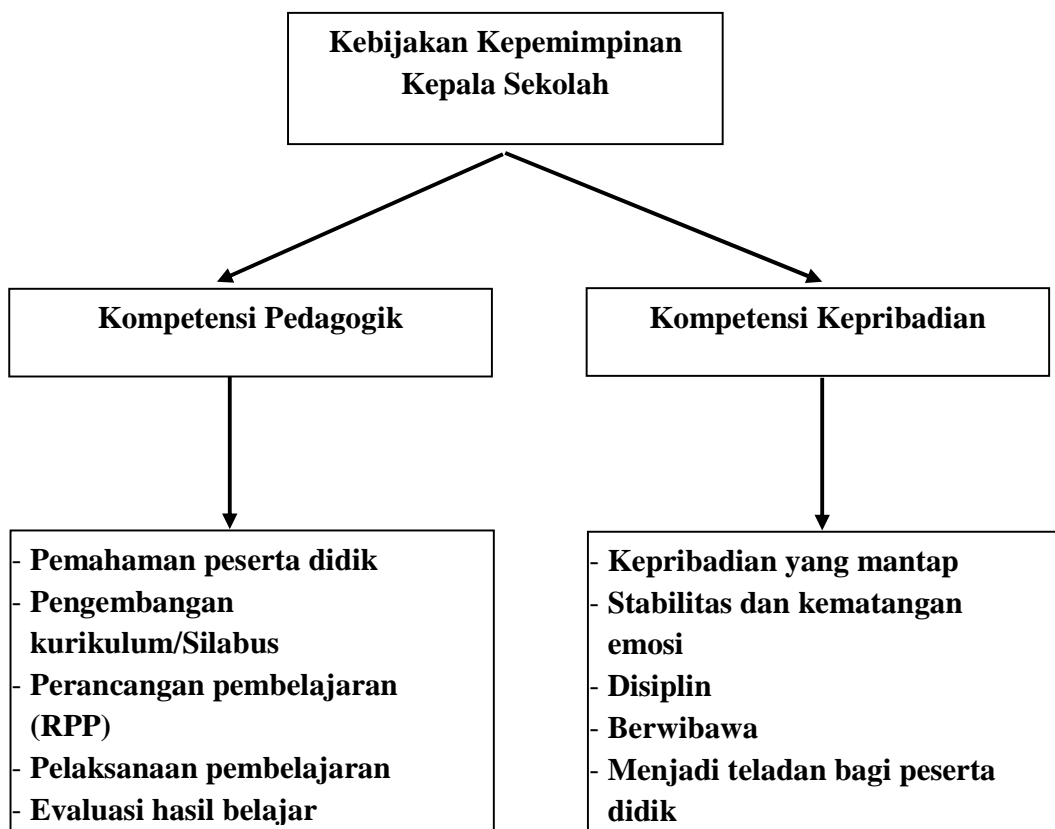 Kebijakan Kepemimpinan
Kepala Sekolah
Kompetensi Pedagogik
Kompetensi Kepribadian
- Pemahaman peserta didik
- Pengembangan
kurikulum/Silabus
- Perancangan pembelajaran
(RPP)
- Pelaksanaan pembelajaran
- Evaluasi hasil belajar
- Kepribadian yang mantap
- Stabilitas dan kematangan
emosi
- Disiplin
- Berwibawa
- Menjadi teladan bagi peserta
didik